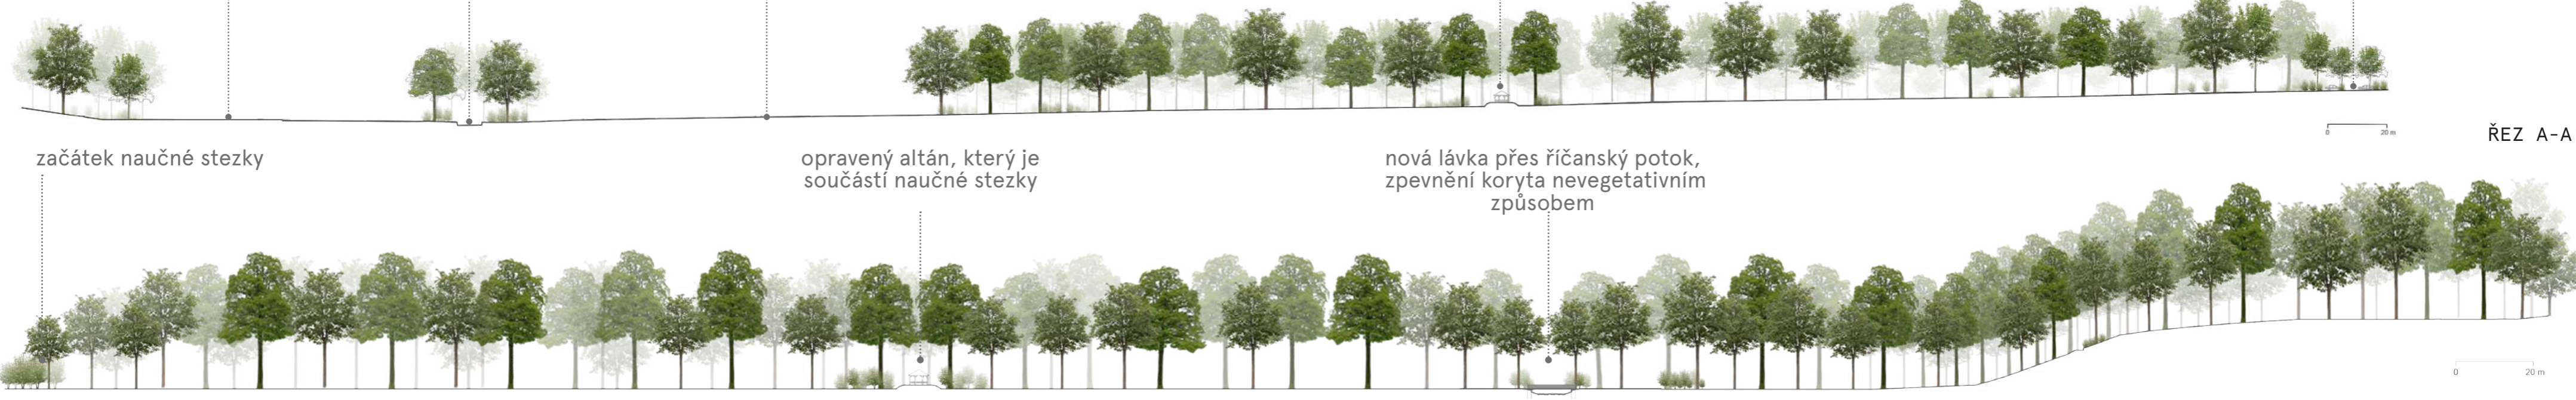 0 20 m
ŘEZ A-A
začátek naučné stezky
opravený altán, který je
součástí naučné stezky
nová lávka přes říčanský potok,
zpevnění koryta nevegetativním
způsobem
0 20 m